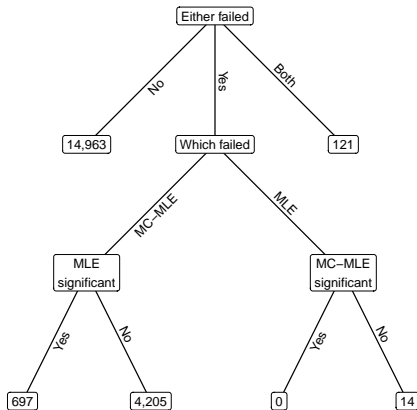 Either failed
No
Yes
Both
14,963
Which failed
121
MC−MLE
MLE
MLE
significant
MC−MLE
significant
Yes
No
Yes
No
697
4,205
0
14